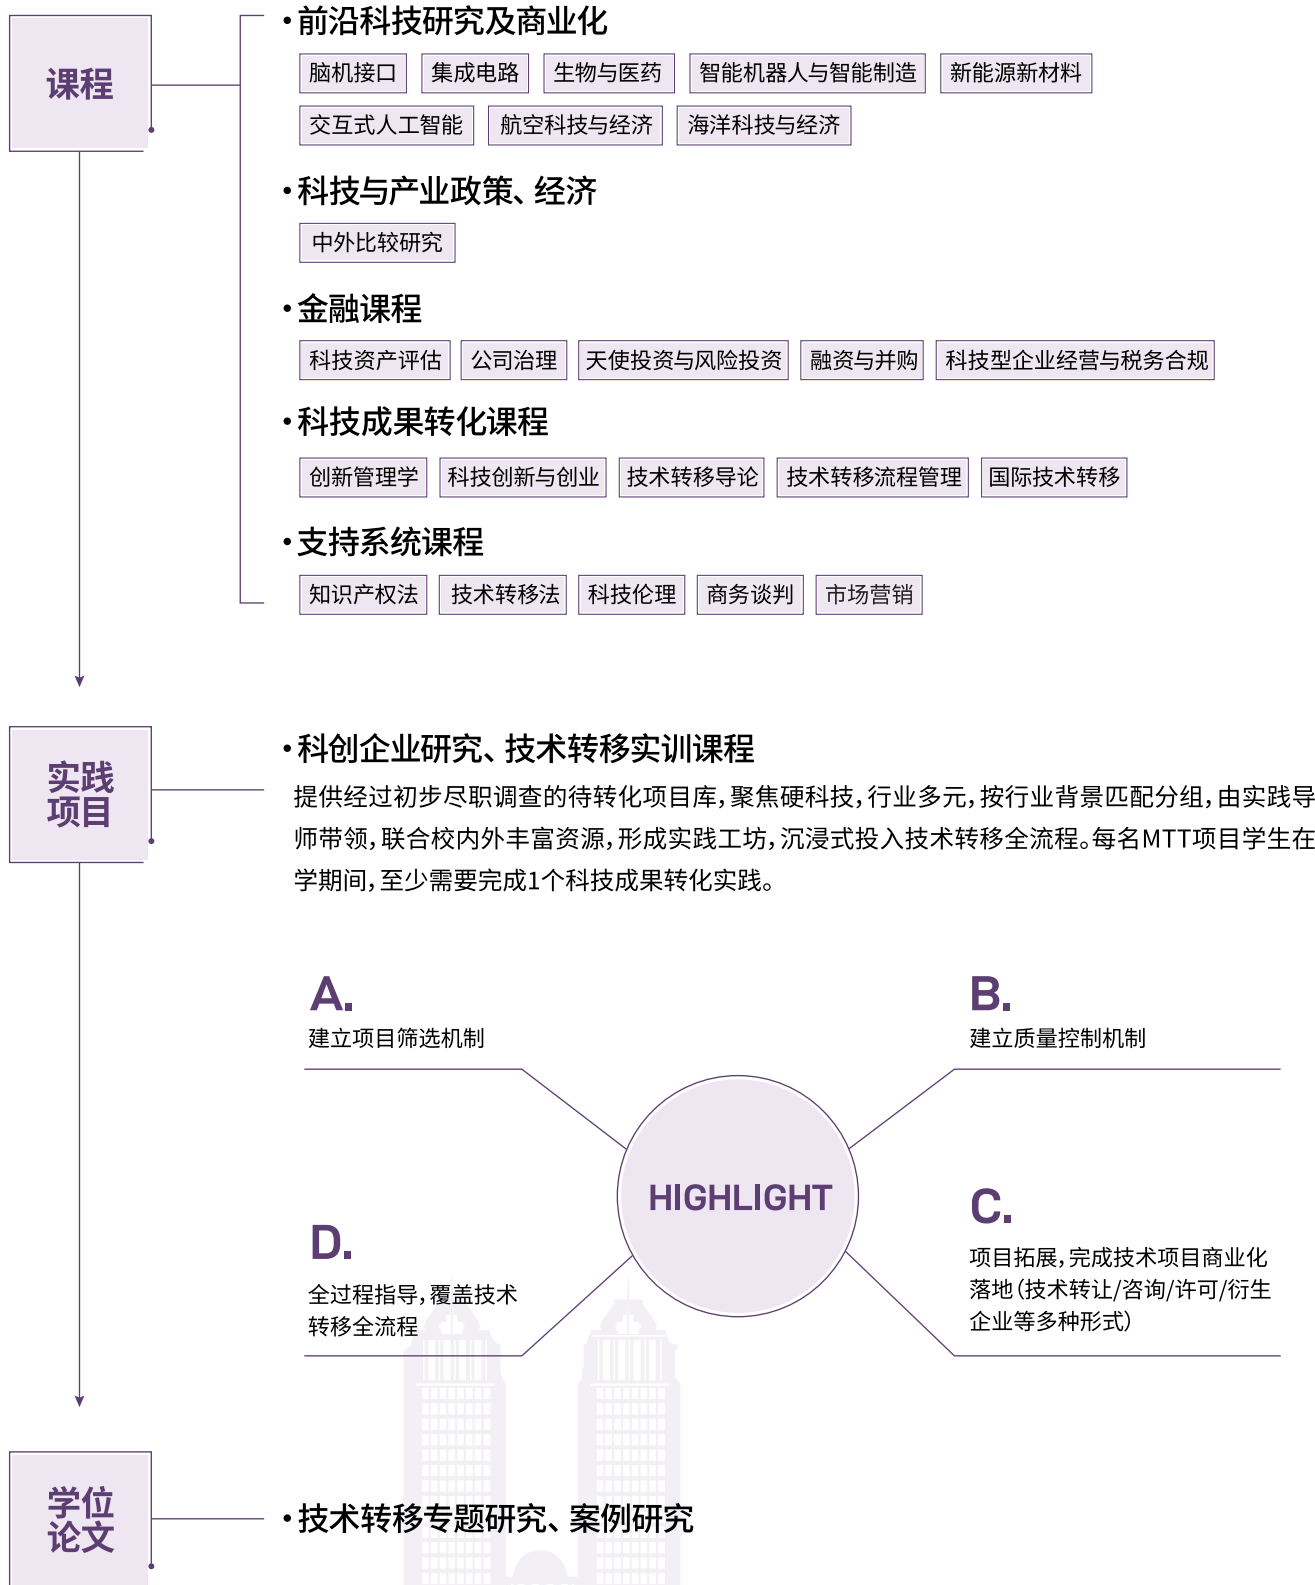 课程
·前沿科技研究及商业化
脑机接口 集成电路 生物与医药 智能机器人与智能制造 新能源新材料
交互式人工智能 航空科技与经济 海洋科技与经济
·科技与产业政策、经济
中外比较研究
·金融课程
科技资产评估 公司治理 天使投资与风险投资 融资与并购 科技型企业经营与税务合规
·科技成果转化课程
创新管理学 科技创新与创业 技术转移导论 技术转移流程管理 国际技术转移
·支持系统课程
知识产权法 技术转移法 科技伦理 商务谈判 市场营销
实践
项目
·科创企业研究、技术转移实训课程
提供经过初步尽职调查的待转化项目库,聚焦硬科技,行业多元,按行业背景匹配分组,由实践导
师带领,联合校内外丰富资源,形成实践工坊,沉浸式投入技术转移全流程。每名MTT项目学生在
学期间,至少需要完成1个科技成果转化实践。
A.
建立项目筛选机制
B.
建立质量控制机制
HIGHLIGHT
C.
项目拓展,完成技术项目商业化
落地(技术转让/咨询/许可/衍生
企业等多种形式)
D.
全过程指导,覆盖技术
转移全流程
学位
论文
·技术转移专题研究、案例研究